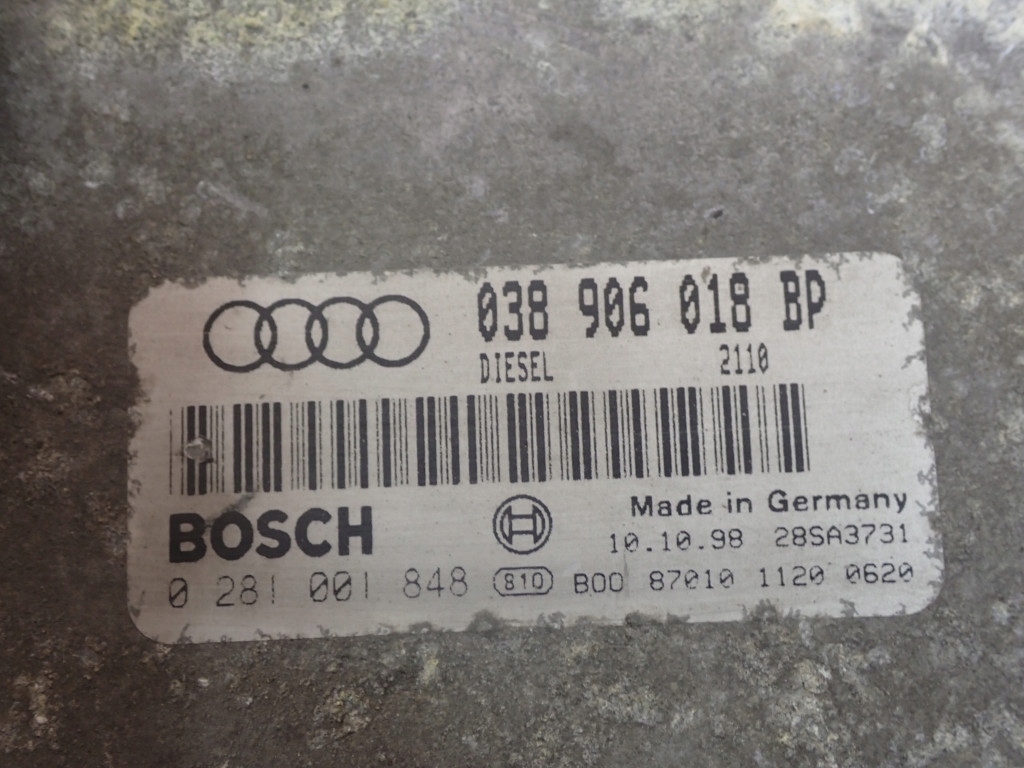 038 906 018 BP
DIESEL 2110
BOSCH
Made in Germany
10.10.98 28SA3731
0 281 001 848 810 B00 87010 1120 0620